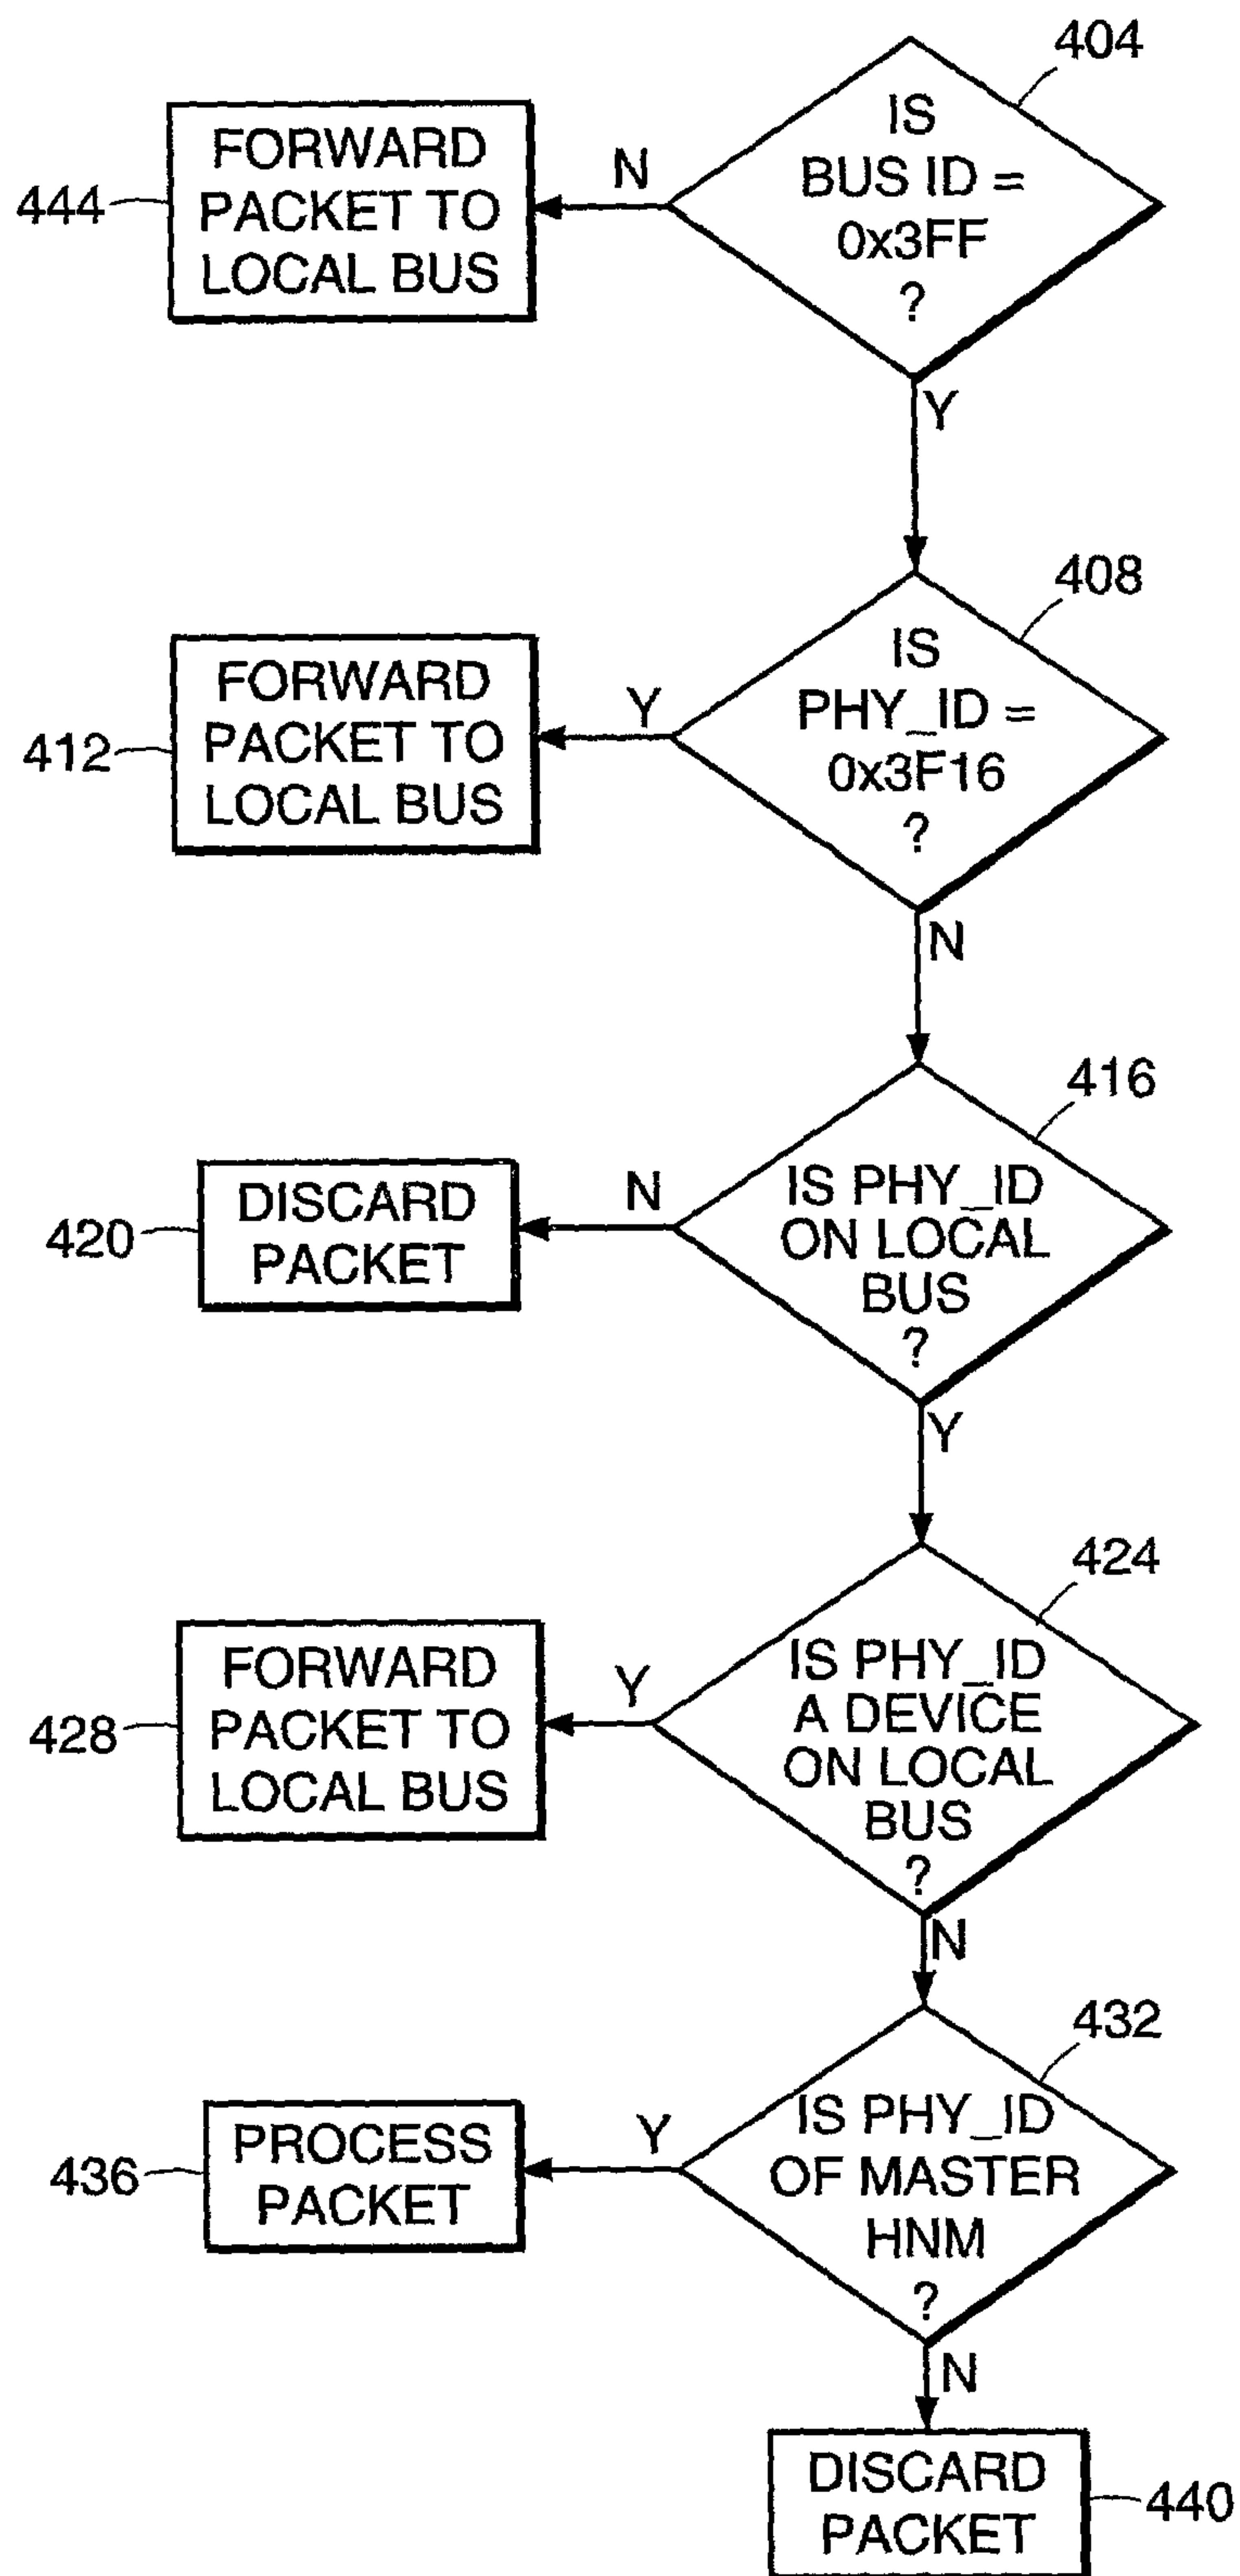 404
IS
BUS ID =
0x3FF
?
N
FORWARD
PACKET TO
LOCAL BUS
444
Y
408
IS
PHY_ID =
0x3F16
?
Y
FORWARD
PACKET TO
LOCAL BUS
412
N
416
IS PHY_ID
ON LOCAL
BUS
?
N
DISCARD
PACKET
420
Y
424
IS PHY_ID
A DEVICE
ON LOCAL
BUS
?
Y
FORWARD
PACKET TO
LOCAL BUS
428
N
432
IS PHY_ID
OF MASTER
HNM
?
Y
PROCESS
PACKET
436
N
DISCARD
PACKET
440